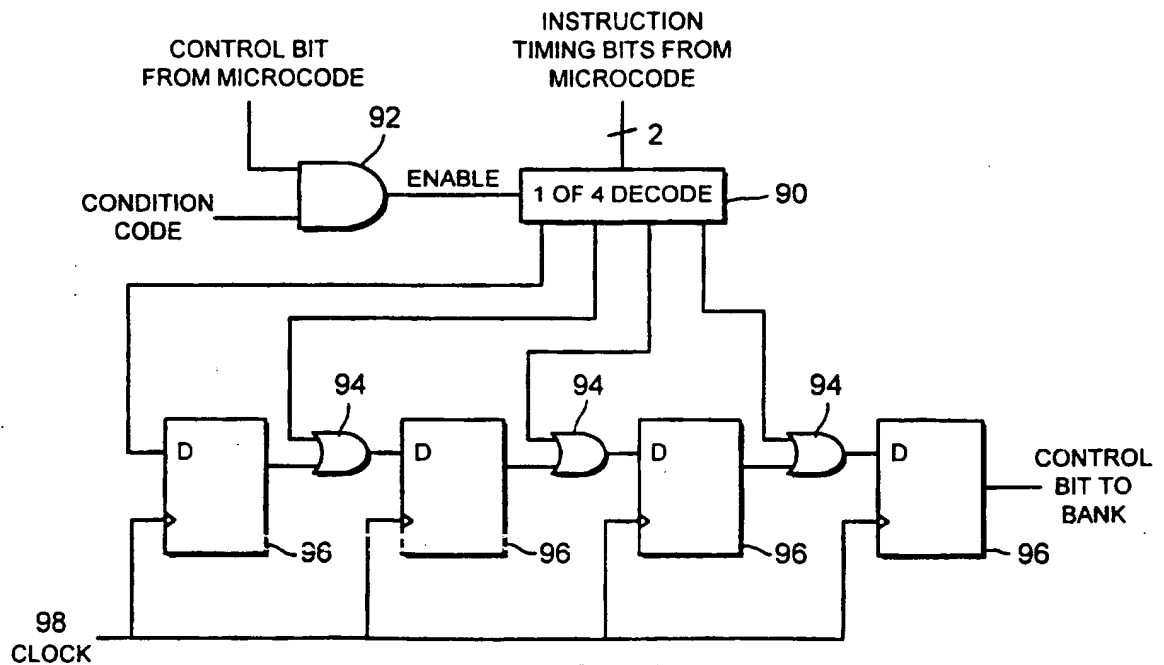 CONTROL BIT
FROM MICROCODE
INSTRUCTION
TIMING BITS FROM
MICROCODE
92
2
ENABLE
1 OF 4 DECODE
90
CONDITION
CODE
94
94
94
D
D
D
D
CONTROL
BIT TO
BANK
96
96
96
96
98
CLOCK